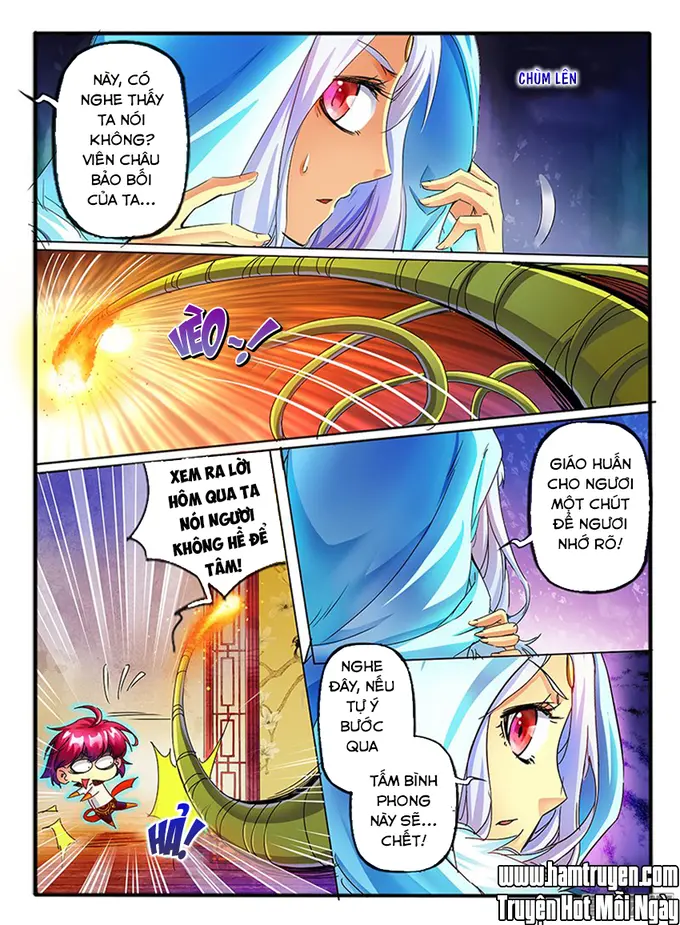 NÀY, CÓ
NGHE THẤY
TA NÓI
KHÔNG?
VIÊN CHÂU
BẢO BỐI
CỦA TA...
CHÙM LÊN
VÈO~!
XEM RA LỜI
HÔM QUA TA
NÓI NGƯƠI
KHÔNG HỀ ĐỂ
TÂM!
GIÁO HUẤN
CHO NGƯƠI
MỘT CHÚT
ĐỂ NGƯƠI
NHỚ RÕ!
NGHE
ĐÂY, NẾU
TỰ Ý
BƯỚC
QUA
TẤM BÌNH
PHONG
NÀY SẼ...
CHẾT!
HẢ!
www.hamtruyen.com
Truyện Hot Mỗi Ngày